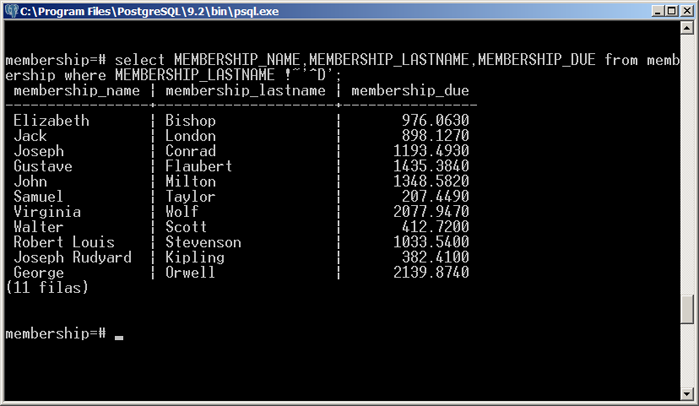 C:\Program Files\PostgreSQL\9.2\bin\psql.exe
membership=# select MEMBERSHIP_NAME,MEMBERSHIP_LASTNAME,MEMBERSHIP_DUE from memb
ership where MEMBERSHIP_LASTNAME !~'^D';
membership_name ¦ membership_lastname ¦ membership_due
-----------------+---------------------+----------------
Elizabeth ¦ Bishop ¦ 976.0630
Jack ¦ London ¦ 898.1270
Joseph ¦ Conrad ¦ 1193.4930
Gustave ¦ Flaubert ¦ 1435.3840
John ¦ Milton ¦ 1348.5820
Samuel ¦ Taylor ¦ 207.4490
Virginia ¦ Wolf ¦ 2077.9470
Walter ¦ Scott ¦ 412.7200
Robert Louis ¦ Stevenson ¦ 1033.5400
Joseph Rudyard ¦ Kipling ¦ 382.4100
George ¦ Orwell ¦ 2139.8740
(11 filas)
membership=# _